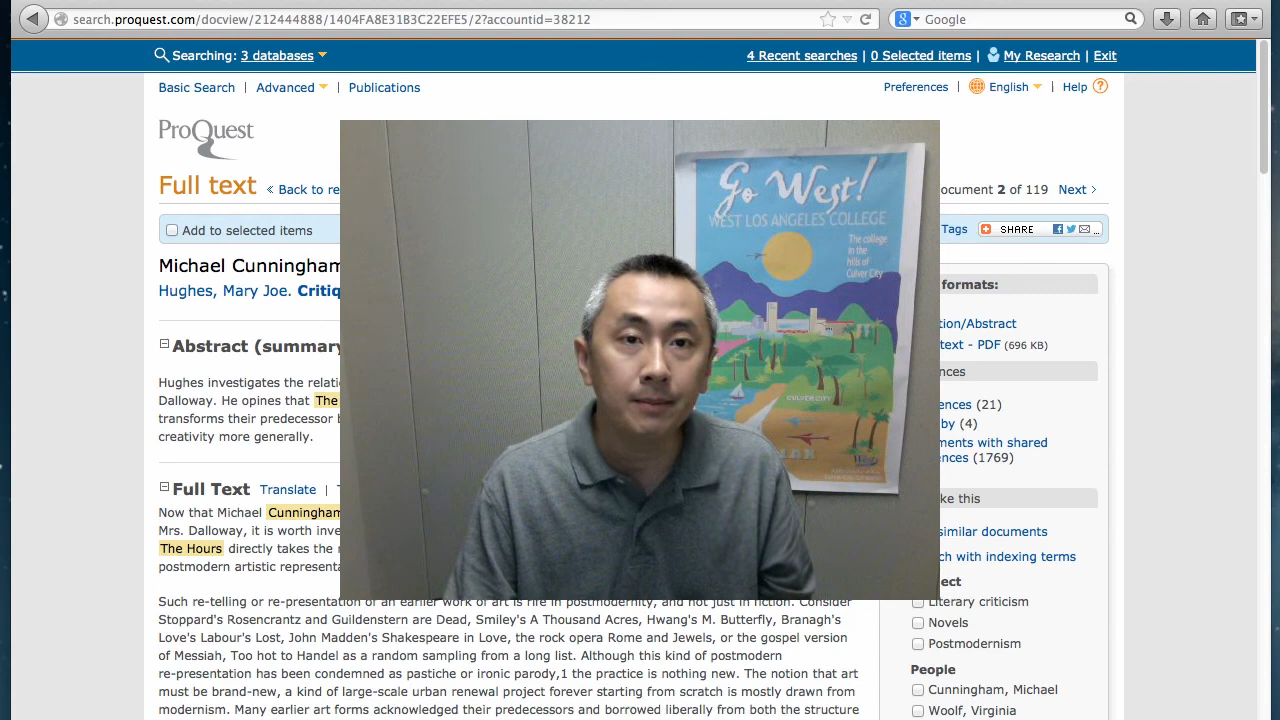 search.proquest.com/docview/212444888/1404FA8E31B3C22EFE5/2?accountid=38212
Google
Searching: 3 databases
4 Recent searches | 0 Selected items | My Research | Exit
Basic Search | Advanced | Publications
Preferences | English | Help ?
ProQuest
Full text < Back to re
ocument 2 of 119 Next >
Add to selected items
Tags SHARE ...
Michael Cunningham
Hughes, Mary Joe. Critiq
Go West!
WEST LOS ANGELES COLLEGE
The college
in the
hills of
Culver City
CULVER CITY
formats:
tion/Abstract
text - PDF (696 KB)
Abstract (summary
ences
Hughes investigates the relati
Dalloway. He opines that The
transforms their predecessor b
creativity more generally.
ences (21)
by (4)
ments with shared
ences (1769)
Full Text Translate |
ke this
Now that Michael Cunningham
Mrs. Dalloway, it is worth inve
The Hours directly takes the
postmodern artistic representa
similar documents
ch with indexing terms
ect
Literary criticism
Novels
Postmodernism
People
Cunningham, Michael
Woolf, Virginia
Such re-telling or re-presentation of an earlier work of art is rife in postmodernity, and not just in fiction. Consider
Stoppard's Rosencrantz and Guildenstern are Dead, Smiley's A Thousand Acres, Hwang's M. Butterfly, Branagh's
Love's Labour's Lost, John Madden's Shakespeare in Love, the rock opera Rome and Jewels, or the gospel version
of Messiah, Too hot to Handel as a random sampling from a long list. Although this kind of postmodern
re-presentation has been condemned as pastiche or ironic parody,1 the practice is nothing new. The notion that art
must be brand-new, a kind of large-scale urban renewal project forever starting from scratch is mostly drawn from
modernism. Many earlier art forms acknowledged their predecessors and borrowed liberally from both the structure